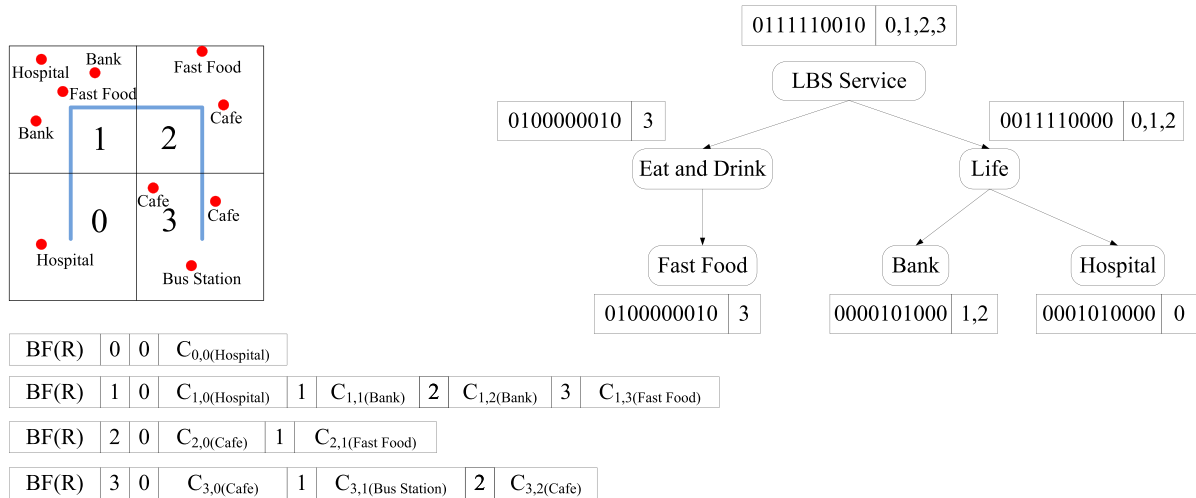 0111110010 0,1,2,3
LBS Service
0100000010 3
0011110000 0,1,2
Eat and Drink
Life
Fast Food
Bank
Hospital
0100000010 3
0000101000 1,2
0001010000 0
Hospital
Bank
Fast Food
Fast Food
Bank
Cafe
1
2
Cafe
Cafe
0
3
Hospital
Bus Station
BF(R) 0 0 C0,0(Hospital)
BF(R) 1 0 C1,0(Hospital) 1 C1,1(Bank) 2 C1,2(Bank) 3 C1,3(Fast Food)
BF(R) 2 0 C2,0(Cafe) 1 C2,1(Fast Food)
BF(R) 3 0 C3,0(Cafe) 1 C3,1(Bus Station) 2 C3,2(Cafe)